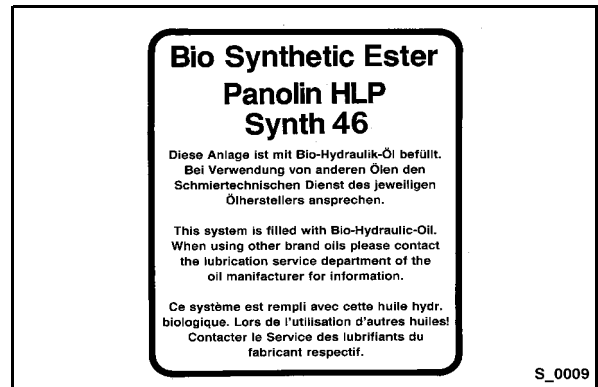 Bio Synthetic Ester
Panolin HLP
Synth 46
Diese Anlage ist mit Bio-Hydraulik-Öl befüllt.
Bei Verwendung von anderen Ölen den
Schmiertechnischen Dienst des jeweiligen
Ölherstellers ansprechen.
This system is filled with Bio-Hydraulic-Oil.
When using other brand oils please contact
the lubrication service department of the
oil manifacturer for information.
Ce système est rempli avec cette huile hydr.
biologique. Lors de l'utilisation d'autres huiles!
Contacter le Service des lubrifiants du
fabricant respectif.
S_0009